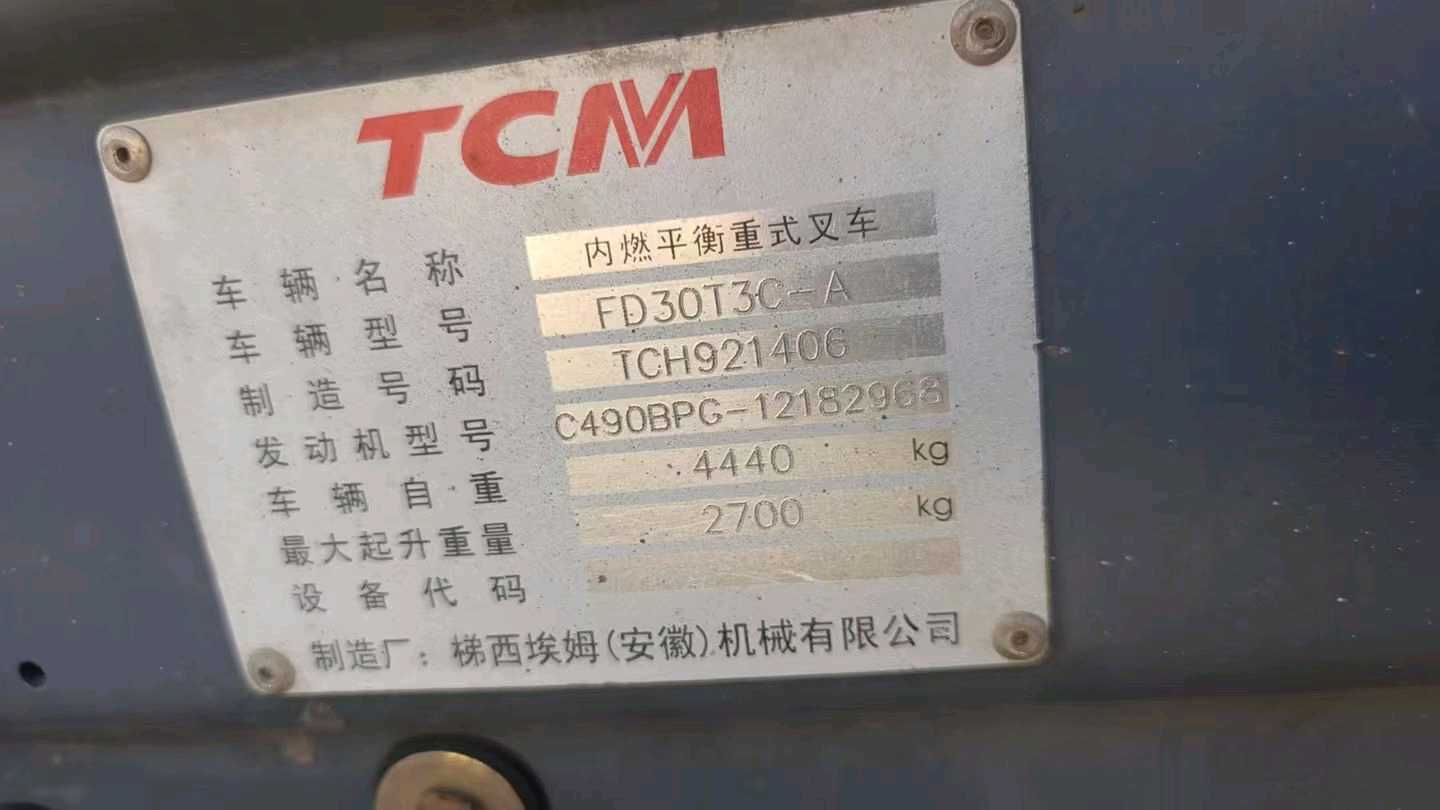 TCM
车辆名称 内燃平衡重式叉车
车辆型号 FD30T3C-A
制造号码 TCH921406
发动机型号 C490BPG-12182968
车辆自重 4440 kg
最大起升重量 2700 kg
设备代码
制造厂：梯西埃姆(安徽)机械有限公司